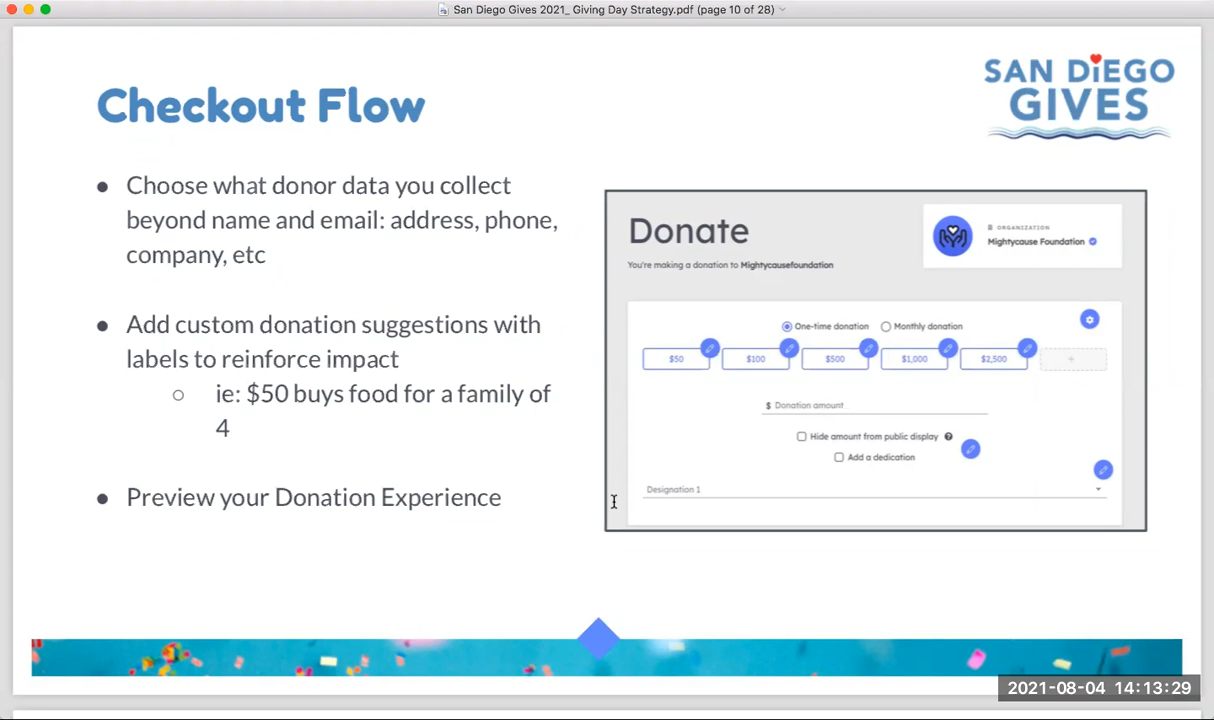 San Diego Gives 2021_ Giving Day Strategy.pdf (page 10 of 28)
SAN DiEGO
GIVES
Checkout Flow
● Choose what donor data you collect
beyond name and email: address, phone,
company, etc
● Add custom donation suggestions with
labels to reinforce impact
○ ie: $50 buys food for a family of
4
● Preview your Donation Experience
Donate
You're making a donation to Mightycausefoundation
ORGANIZATION
Mightycause Foundation
One-time donation Monthly donation
$50 $100 $500 $1,000 $2,500 +
$ Donation amount
Hide amount from public display ?
Add a dedication
Designation 1
2021-08-04 14:13:29